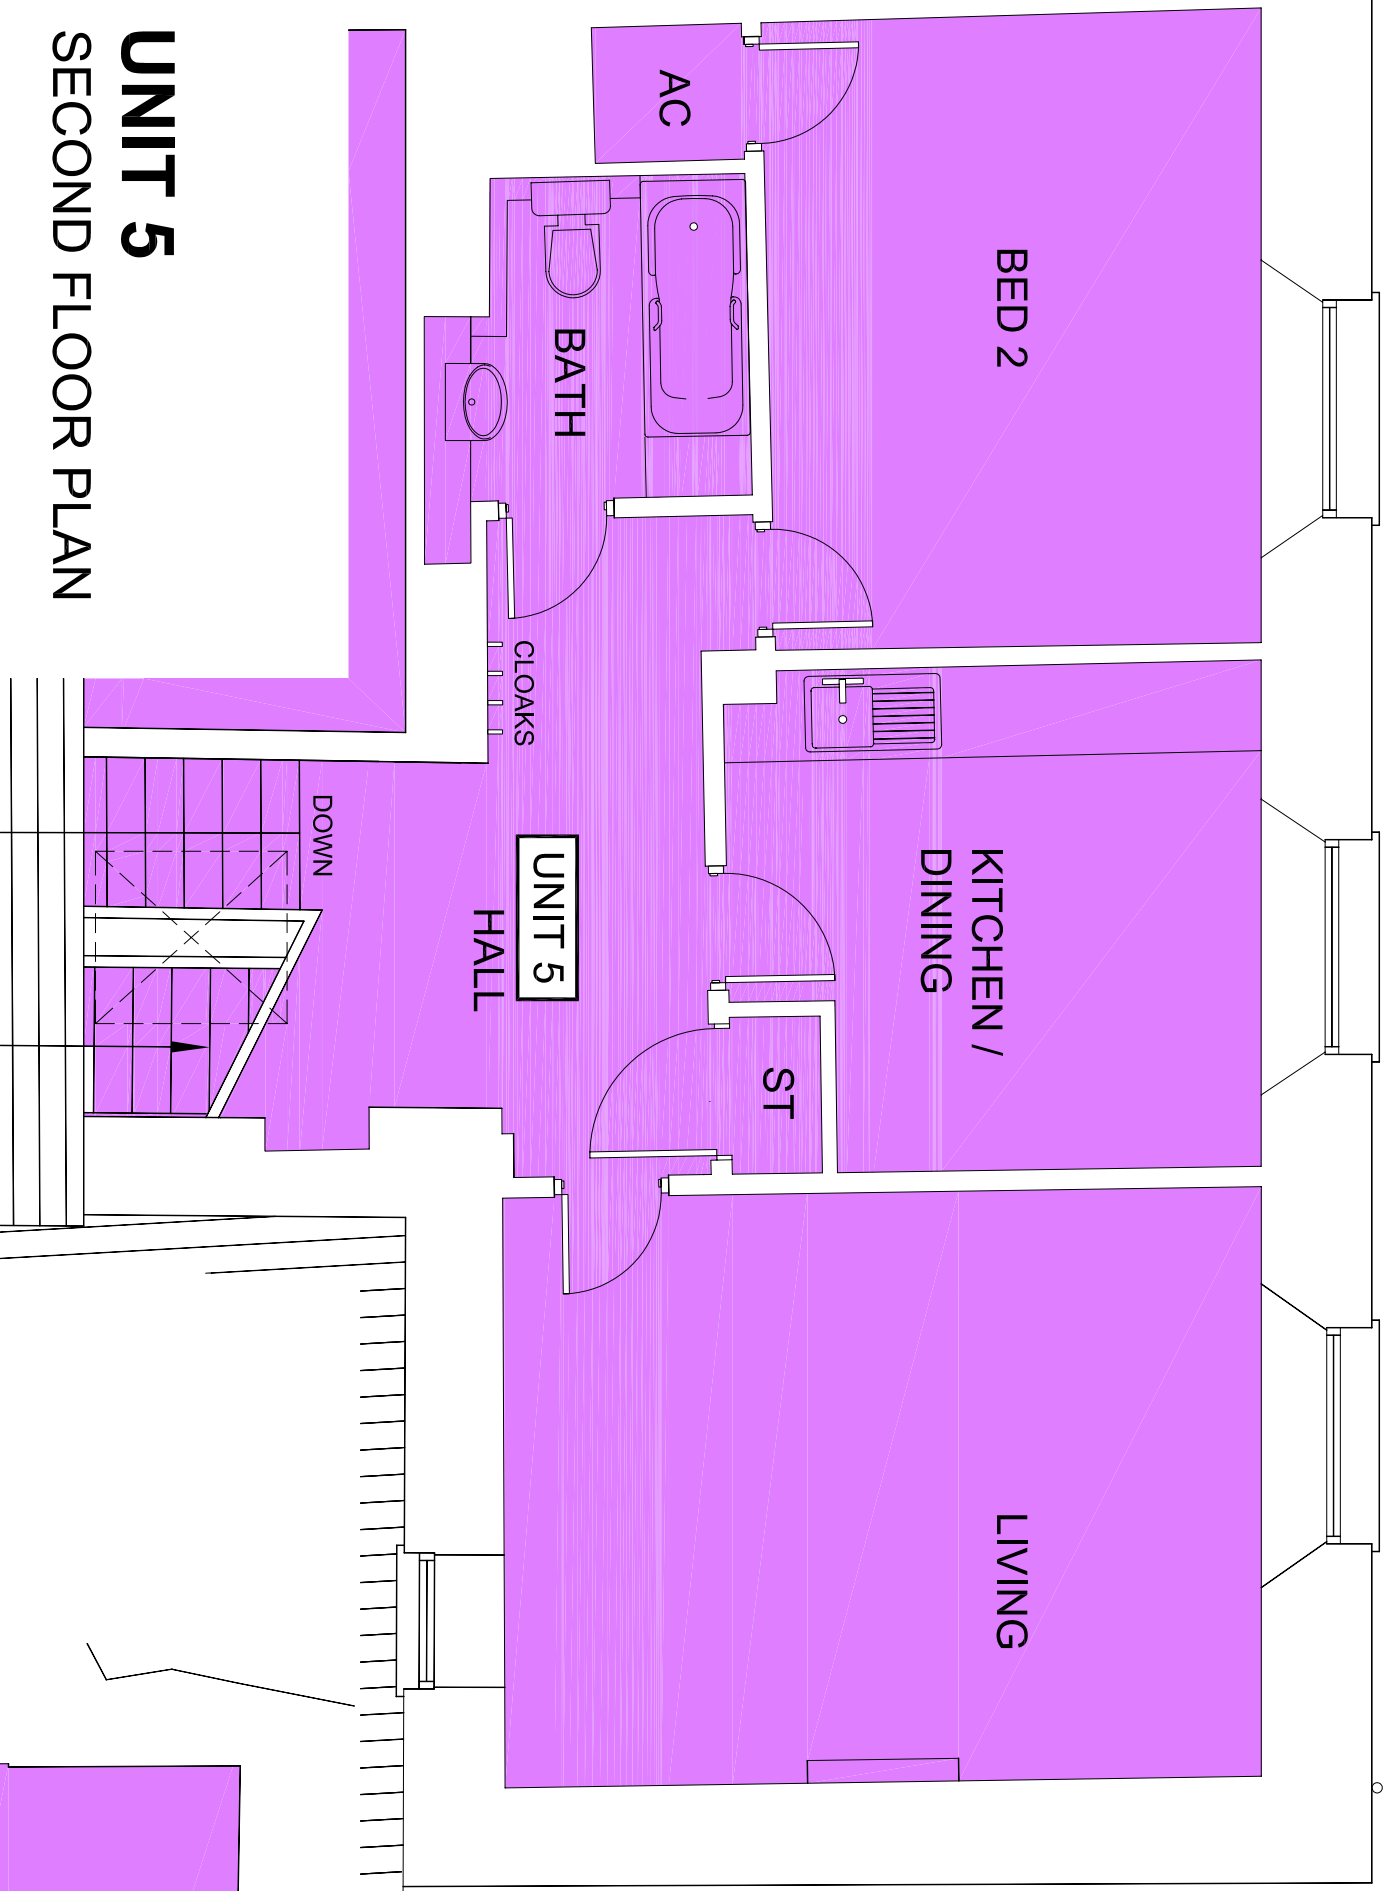 UNIT 5
SECOND FLOOR PLAN
AC
BED 2
BATH
CLOAKS
DOWN
KITCHEN /
DINING
UNIT 5
HALL
ST
LIVING